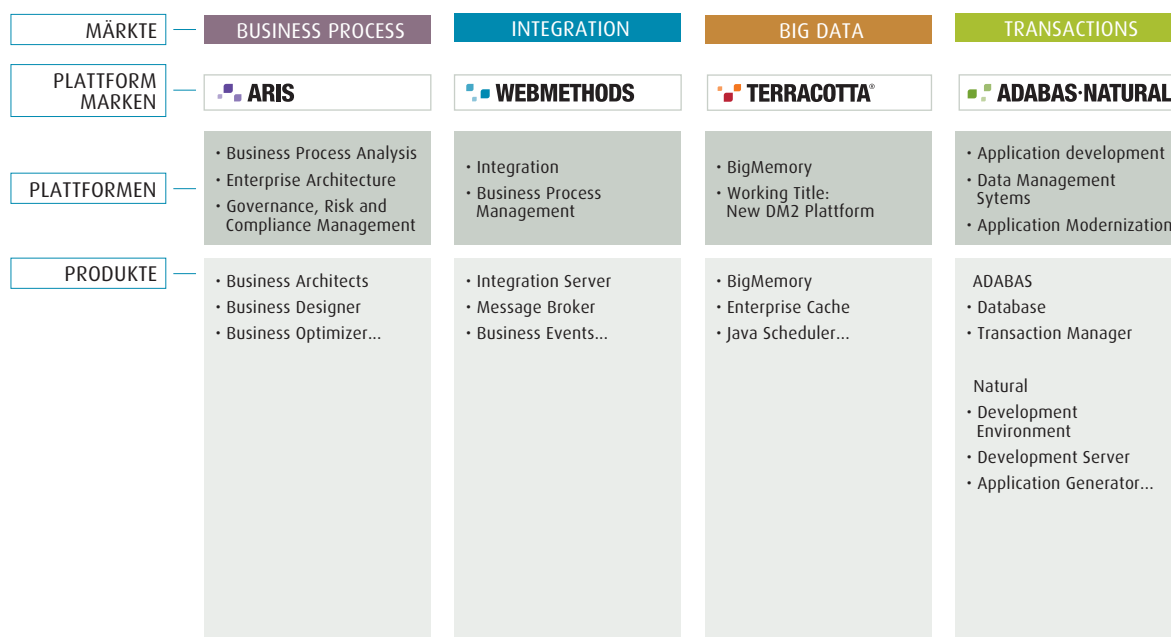 MÄRKTE
BUSINESS PROCESS
INTEGRATION
BIG DATA
TRANSACTIONS
PLATTFORM
MARKEN
ARIS
WEBMETHODS
TERRACOTTA®
ADABAS·NATURAL
PLATTFORMEN
• Business Process Analysis
• Enterprise Architecture
• Governance, Risk and
Compliance Management
• Integration
• Business Process
Management
• BigMemory
• Working Title:
New DM2 Plattform
• Application development
• Data Management
Sytems
• Application Modernization
PRODUKTE
• Business Architects
• Business Designer
• Business Optimizer...
• Integration Server
• Message Broker
• Business Events...
• BigMemory
• Enterprise Cache
• Java Scheduler...
ADABAS
• Database
• Transaction Manager
Natural
• Development
Environment
• Development Server
• Application Generator...